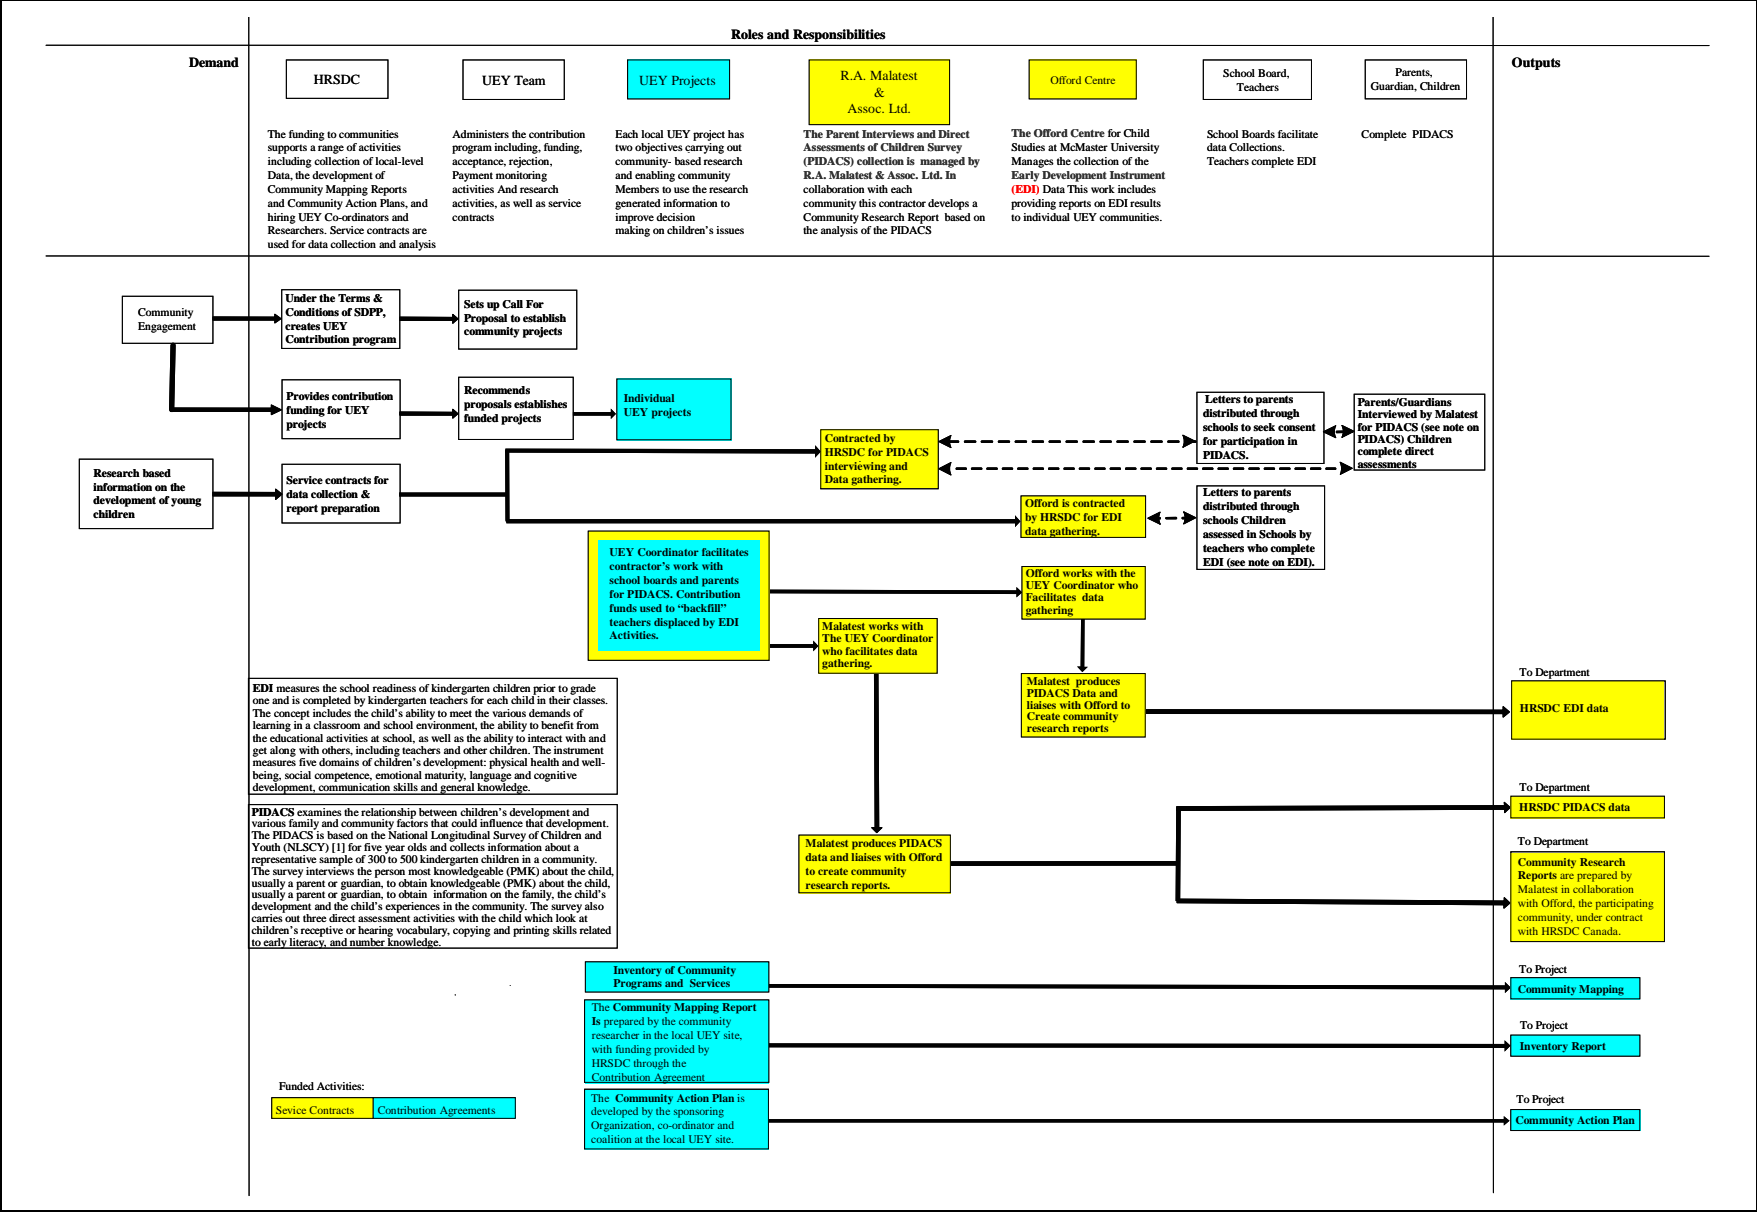 Roles and Responsibilities
Demand
Outputs
HRSDC
UEY Team
UEY Projects
R.A. Malatest
&
Assoc. Ltd.
Offord Centre
School Board,
Teachers
Parents,
Guardian, Children
The funding to communities
supports a range of activities
including collection of local-level
Data, the development of
Community Mapping Reports
and Community Action Plans, and
hiring UEY Co-ordinators and
Researchers. Service contracts are
used for data collection and analysis
Administers the contribution
program including, funding,
acceptance, rejection,
Payment monitoring
activities And research
activities, as well as service
contracts
Each local UEY project has
two objectives carrying out
community- based research
and enabling community
Members to use the research
generated information to
improve decision
making on children's issues
The Parent Interviews and Direct
Assessments of Children Survey
(PIDACS) collection is managed by
R.A. Malatest & Assoc. Ltd. In
collaboration with each
community this contractor develops a
Community Research Report based on
the analysis of the PIDACS
The Offord Centre for Child
Studies at McMaster University
Manages the collection of the
Early Development Instrument
(EDI) Data This work includes
providing reports on EDI results
to individual UEY communities.
School Boards facilitate
data Collections.
Teachers complete EDI
Complete PIDACS
Community
Engagement
Under the Terms &
Conditions of SDPP,
creates UEY
Contribution program
Sets up Call For
Proposal to establish
community projects
Provides contribution
funding for UEY
projects
Recommends
proposals establishes
funded projects
Individual
UEY projects
Letters to parents
distributed through
schools to seek consent
for participation in
PIDACS.
Parents/Guardians
Interviewed by Malatest
for PIDACS (see note on
PIDACS) Children
complete direct
assessments
Contracted by
HRSDC for PIDACS
interviewing and
Data gathering.
Research based
information on the
development of young
children
Service contracts for
data collection &
report preparation
Offord is contracted
by HRSDC for EDI
data gathering.
Letters to parents
distributed through
schools Children
assessed in Schools by
teachers who complete
EDI (see note on EDI).
UEY Coordinator facilitates
contractor's work with
school boards and parents
for PIDACS. Contribution
funds used to “backfill”
teachers displaced by EDI
Activities.
Offord works with the
UEY Coordinator who
Facilitates data
gathering
Malatest works with
The UEY Coordinator
who facilitates data
gathering.
Malatest produces
PIDACS Data and
liaises with Offord to
Create community
research reports
To Department
HRSDC EDI data
EDI measures the school readiness of kindergarten children prior to grade
one and is completed by kindergarten teachers for each child in their classes.
The concept includes the child's ability to meet the various demands of
learning in a classroom and school environment, the ability to benefit from
the educational activities at school, as well as the ability to interact with and
get along with others, including teachers and other children. The instrument
measures five domains of children's development: physical health and well-
being, social competence, emotional maturity, language and cognitive
development, communication skills and general knowledge.
PIDACS examines the relationship between children's development and
various family and community factors that could influence that development.
The PIDACS is based on the National Longitudinal Survey of Children and
Youth (NLSCY) [1] for five year olds and collects information about a
representative sample of 300 to 500 kindergarten children in a community.
The survey interviews the person most knowledgeable (PMK) about the child,
usually a parent or guardian, to obtain knowledgeable (PMK) about the child,
usually a parent or guardian, to obtain information on the family, the child's
development and the child's experiences in the community. The survey also
carries out three direct assessment activities with the child which look at
children's receptive or hearing vocabulary, copying and printing skills related
to early literacy, and number knowledge.
Malatest produces PIDACS
data and liaises with Offord
to create community
research reports.
To Department
HRSDC PIDACS data
To Department
Community Research
Reports are prepared by
Malatest in collaboration
with Offord, the participating
community, under contract
with HRSDC Canada.
Inventory of Community
Programs and Services
To Project
Community Mapping
The Community Mapping Report
Is prepared by the community
researcher in the local UEY site,
with funding provided by
HRSDC through the
Contribution Agreement
To Project
Inventory Report
Funded Activities:
Sevice Contracts
Contribution Agreements
The Community Action Plan is
developed by the sponsoring
Organization, co-ordinator and
coalition at the local UEY site.
To Project
Community Action Plan